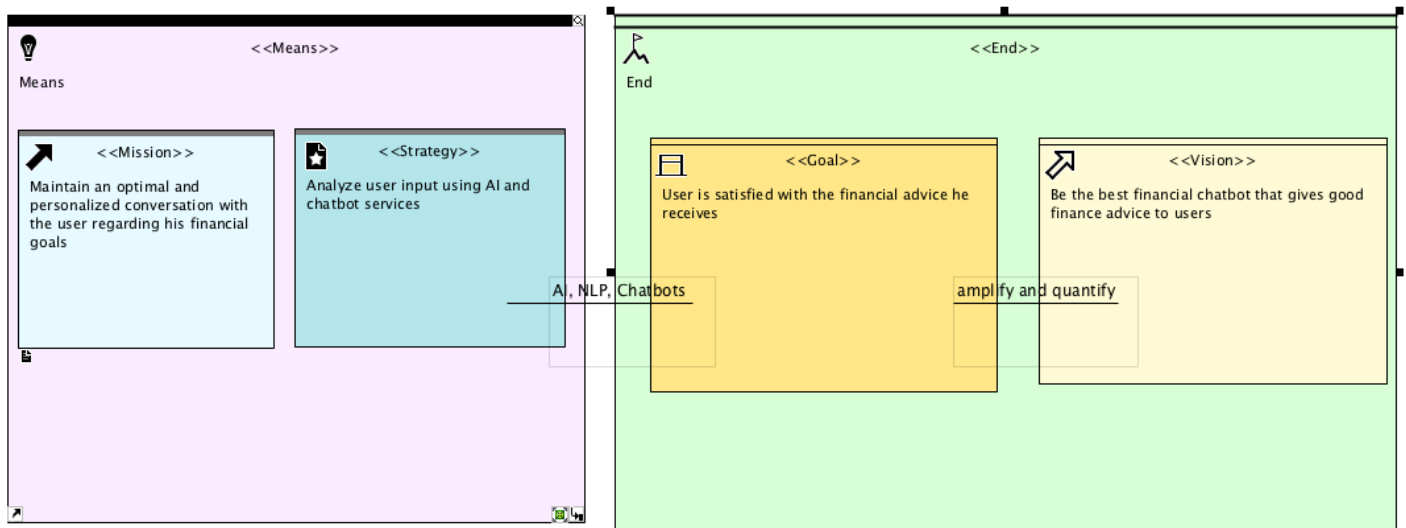 <<Means>>
Means
<<Mission>>
Maintain an optimal and
personalized conversation with
the user regarding his financial
goals
<<Strategy>>
Analyze user input using AI and
chatbot services
AI, NLP, Chatbots
<<End>>
End
<<Goal>>
User is satisfied with the financial advice he
receives
amplify and quantify
<<Vision>>
Be the best financial chatbot that gives good
finance advice to users